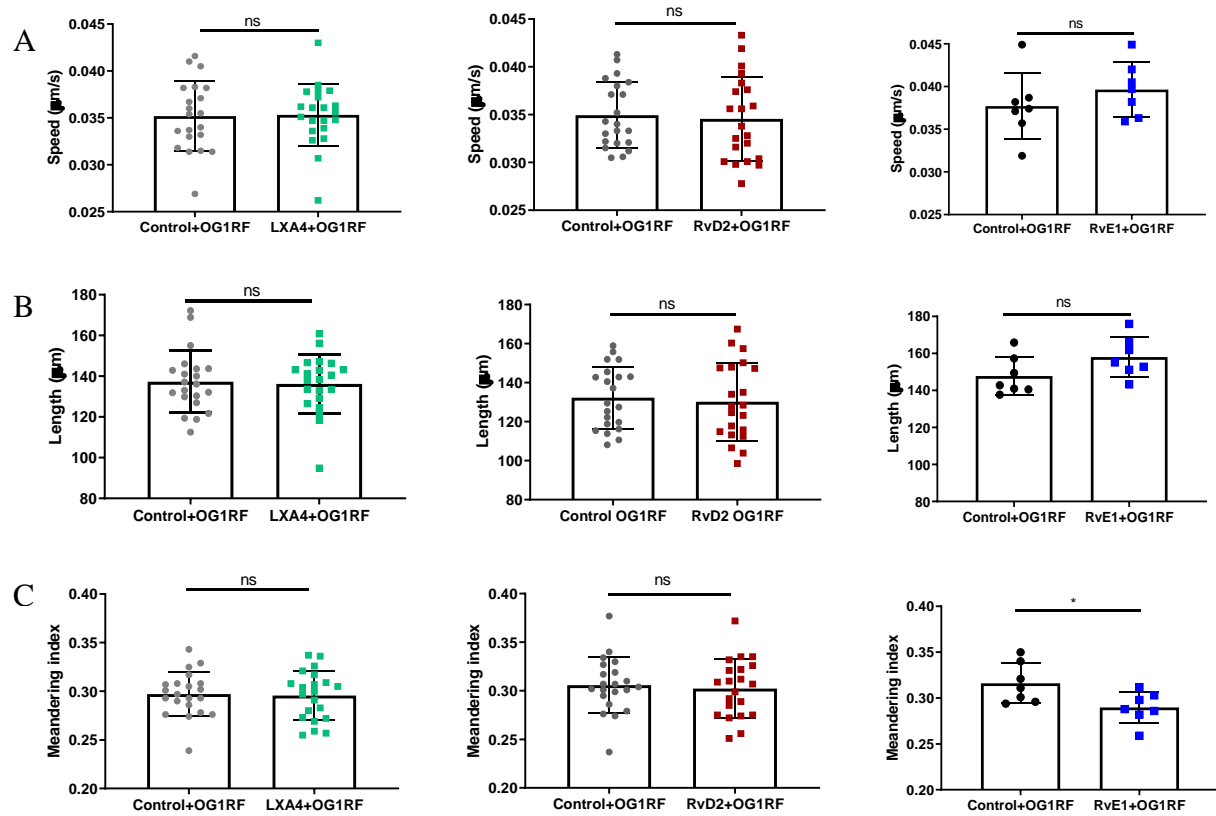 A
ns
ns
ns
Speed (μm/s)
0.045
0.040
0.035
0.030
0.025
Control+OG1RF
LXA4+OG1RF
Speed (μm/s)
0.045
0.040
0.035
0.030
0.025
Control+OG1RF
RvD2+OG1RF
Speed (μm/s)
0.045
0.040
0.035
0.030
0.025
Control+OG1RF
RvE1+OG1RF
B
ns
ns
ns
Length (μm)
180
160
140
120
100
80
Control+OG1RF
LXA4+OG1RF
Length (μm)
180
160
140
120
100
80
Control OG1RF
RvD2 OG1RF
Length (μm)
180
160
140
120
100
80
Control+OG1RF
RvE1+OG1RF
C
ns
ns
*
Meandering index
0.40
0.35
0.30
0.25
0.20
Control+OG1RF
LXA4+OG1RF
Meandering index
0.40
0.35
0.30
0.25
0.20
Control+OG1RF
RvD2+OG1RF
Meandering index
0.40
0.35
0.30
0.25
0.20
Control+OG1RF
RvE1+OG1RF